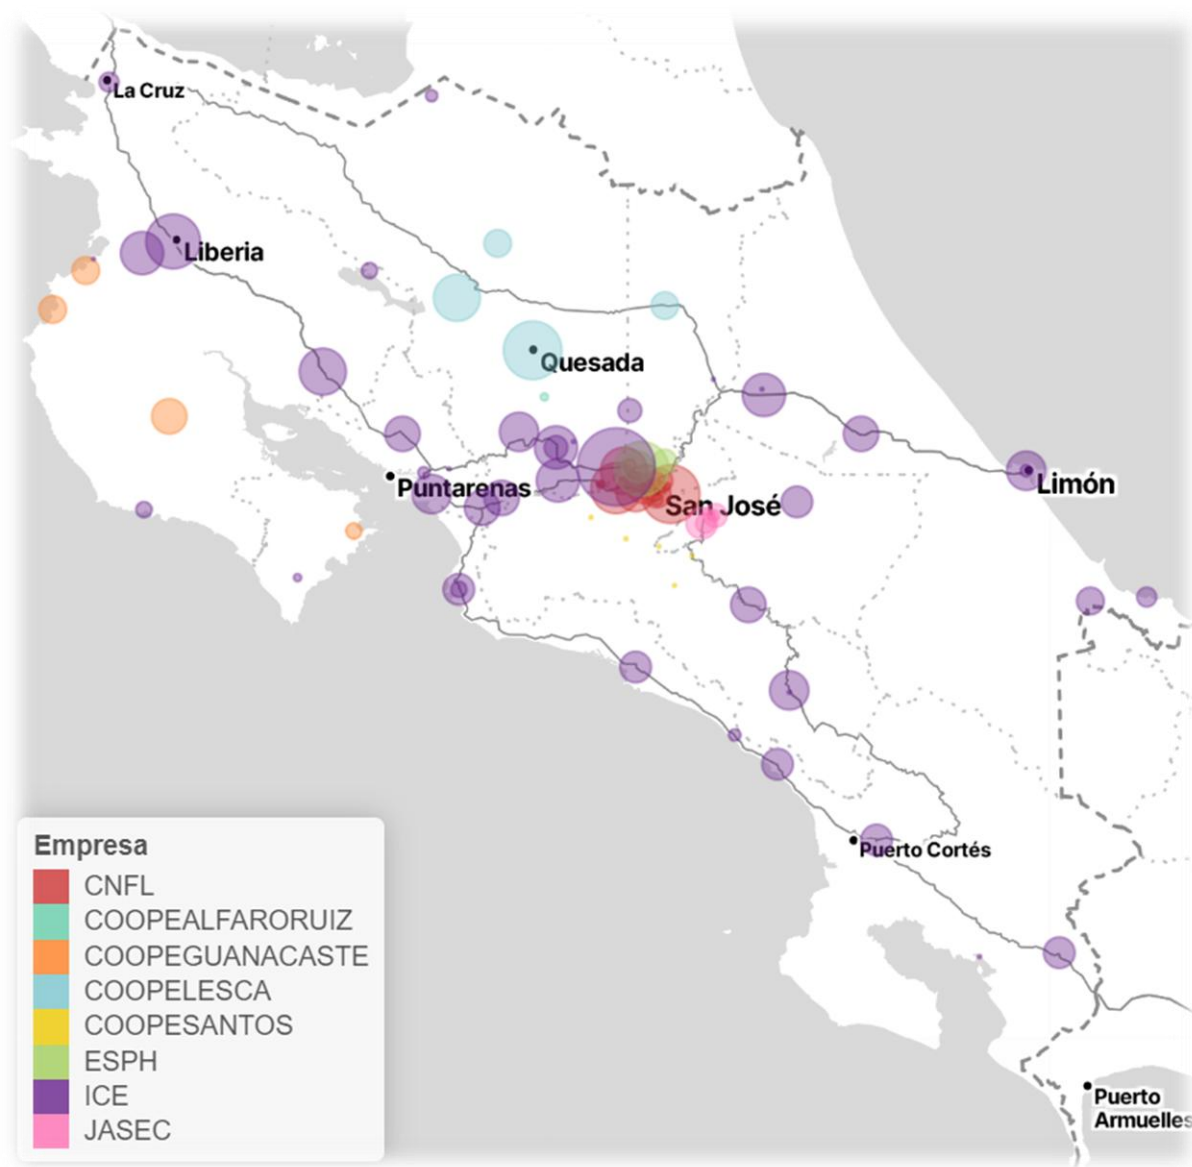 La Cruz
Liberia
Quesada
Puntarenas
San José
Limón
Puerto Cortés
Puerto
Armuelles
Empresa
CNFL
COOPEALFARORUIZ
COOPEGUANACASTE
COOPELESCA
COOPESANTOS
ESPH
ICE
JASEC